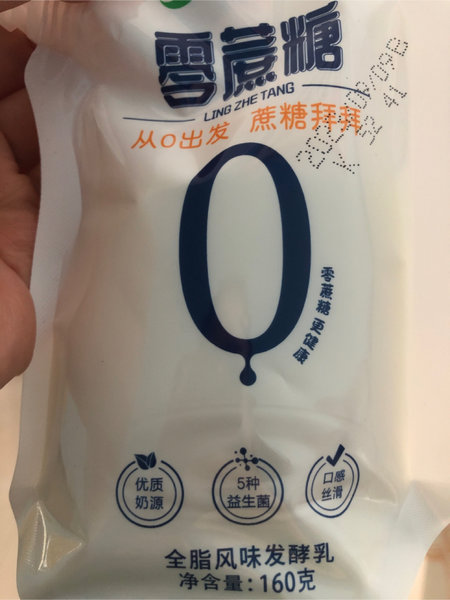 零蔗糖
LING ZHE TANG
从0出发 蔗糖拜拜
0
零蔗糖 更健康
优质
奶源
5种
益生菌
口感
丝滑
全脂风味发酵乳
净含量:160克